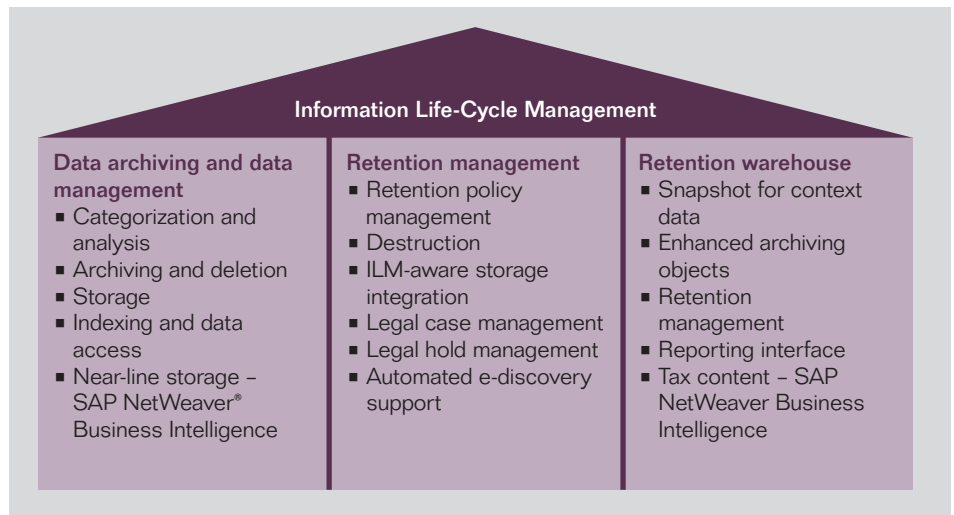 Information Life-Cycle Management
Data archiving and data
management
▪ Categorization and
analysis
▪ Archiving and deletion
▪ Storage
▪ Indexing and data
access
▪ Near-line storage –
SAP NetWeaver®
Business Intelligence
Retention management
▪ Retention policy
management
▪ Destruction
▪ ILM-aware storage
integration
▪ Legal case management
▪ Legal hold management
▪ Automated e-discovery
support
Retention warehouse
▪ Snapshot for context
data
▪ Enhanced archiving
objects
▪ Retention
management
▪ Reporting interface
▪ Tax content – SAP
NetWeaver Business
Intelligence